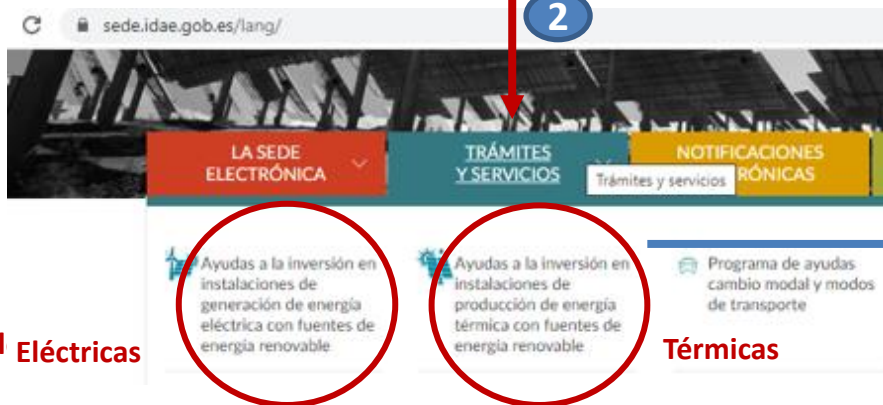 sede.idae.gob.es/lang/
2
LA SEDE
ELECTRÓNICA
TRÁMITES
Y SERVICIOS
Trámites y servicios
NOTIFICACIONES
RÓNICAS
Ayudas a la inversión en
instalaciones de
generación de energía
eléctrica con fuentes de
energía renovable
Ayudas a la inversión en
instalaciones de
producción de energía
térmica con fuentes de
energía renovable
Programa de ayudas
cambio modal y modos
de transporte
Eléctricas
Térmicas